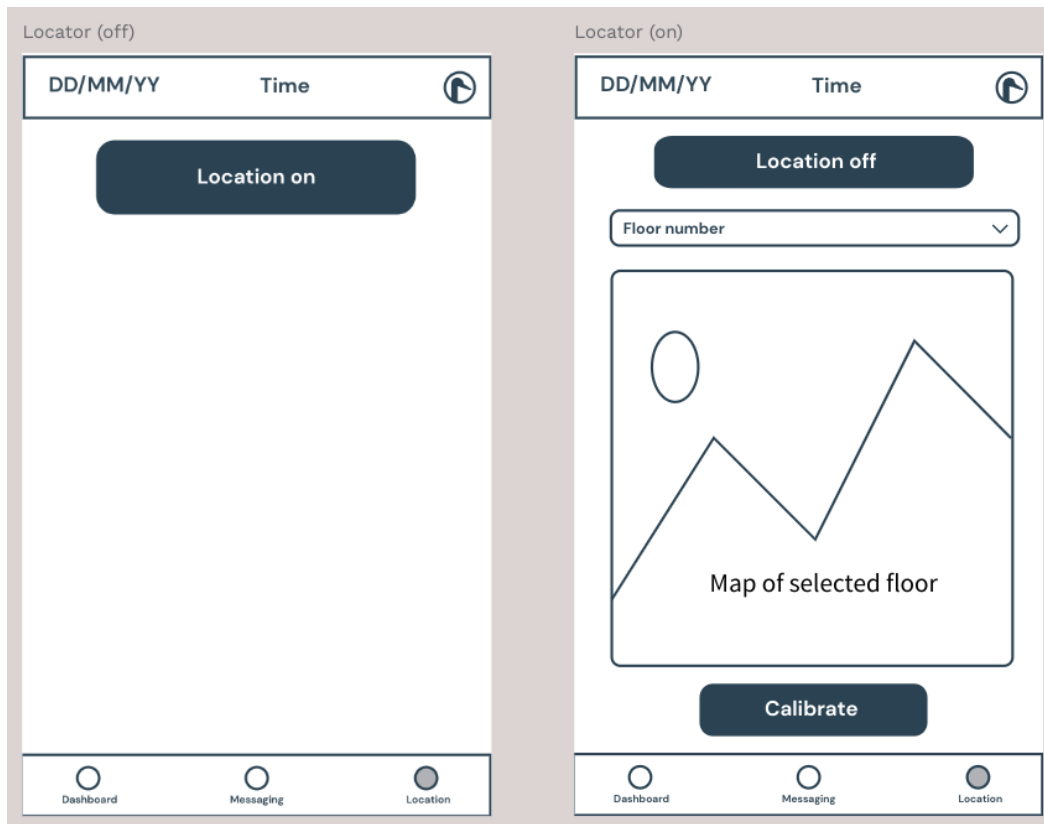 Locator (off)
DD/MM/YY Time
Location on
Dashboard Messaging Location
Locator (on)
DD/MM/YY Time
Location off
Floor number
Map of selected floor
Calibrate
Dashboard Messaging Location